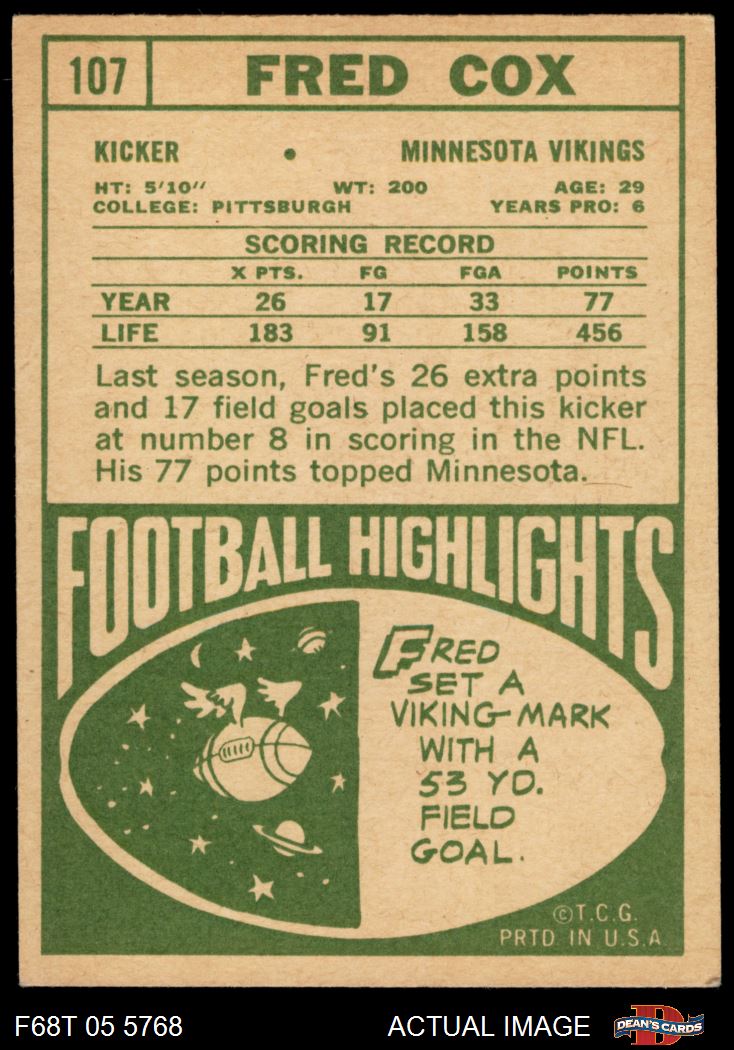 107 FRED COX
KICKER • MINNESOTA VIKINGS
HT: 5'10" WT: 200 AGE: 29
COLLEGE: PITTSBURGH YEARS PRO: 6
SCORING RECORD
X PTS. FG FGA POINTS
YEAR 26 17 33 77
LIFE 183 91 158 456
Last season, Fred's 26 extra points
and 17 field goals placed this kicker
at number 8 in scoring in the NFL.
His 77 points topped Minnesota.
FOOTBALL HIGHLIGHTS
FRED
SET A
VIKING MARK
WITH A
53 YD.
FIELD
GOAL.
©T.C.G.
PRTD IN U.S.A
F68T 05 5768 ACTUAL IMAGE D DEAN'S CARDS